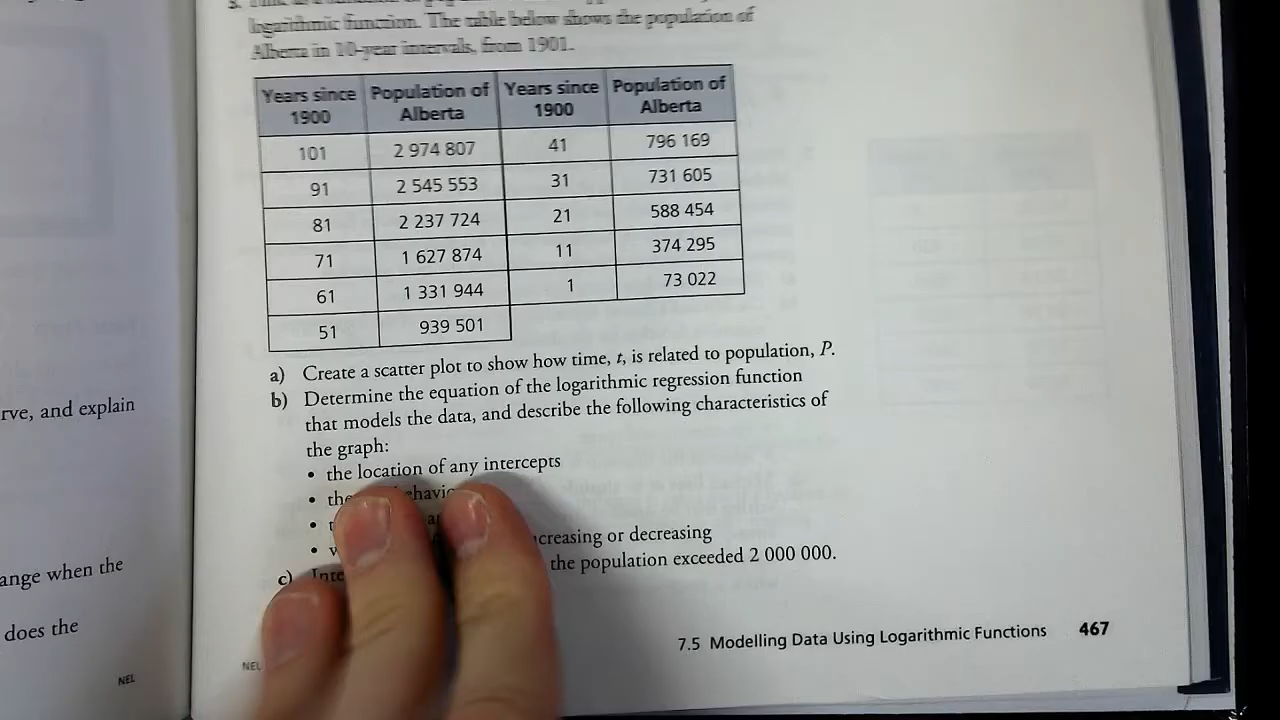 logarithmic function. The table below shows the population of
Alberta in 10-year intervals, from 1901.
Years since 1900 Population of Alberta Years since 1900 Population of Alberta
101 2 974 807 41 796 169
91 2 545 553 31 731 605
81 2 237 724 21 588 454
71 1 627 874 11 374 295
61 1 331 944 1 73 022
51 939 501
a) Create a scatter plot to show how time, t, is related to population, P.
b) Determine the equation of the logarithmic regression function
that models the data, and describe the following characteristics of
the graph:
• the location of any intercepts
• the
•
• increasing or decreasing
c) the population exceeded 2 000 000.
7.5 Modelling Data Using Logarithmic Functions 467
NEL
rve, and explain
ange when the
does the
NEL